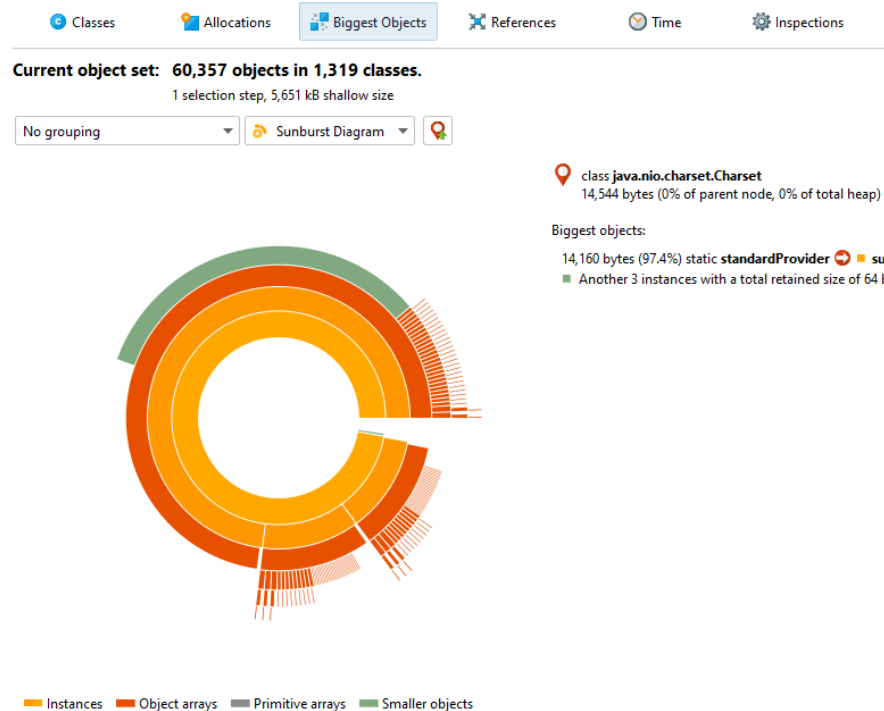 Classes Allocations Biggest Objects References Time Inspections
Current object set: 60,357 objects in 1,319 classes.
1 selection step, 5,651 kB shallow size
No grouping Sunburst Diagram
class java.nio.charset.Charset
14,544 bytes (0% of parent node, 0% of total heap)
Biggest objects:
14,160 bytes (97.4%) static standardProvider
Another 3 instances with a total retained size of 64
Instances Object arrays Primitive arrays Smaller objects